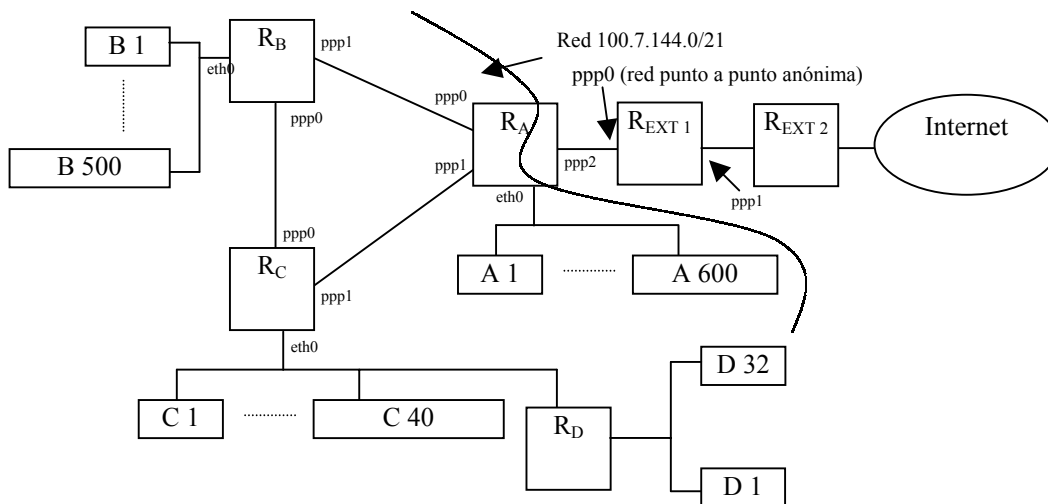 B 1
B 500
eth0
R_B
ppp1
ppp0
Red 100.7.144.0/21
ppp0 (red punto a punto anónima)
ppp0
R_A
ppp1
ppp2
eth0
R_EXT 1
ppp1
R_EXT 2
Internet
A 1
A 600
ppp0
R_C
ppp1
eth0
C 1
C 40
R_D
D 32
D 1